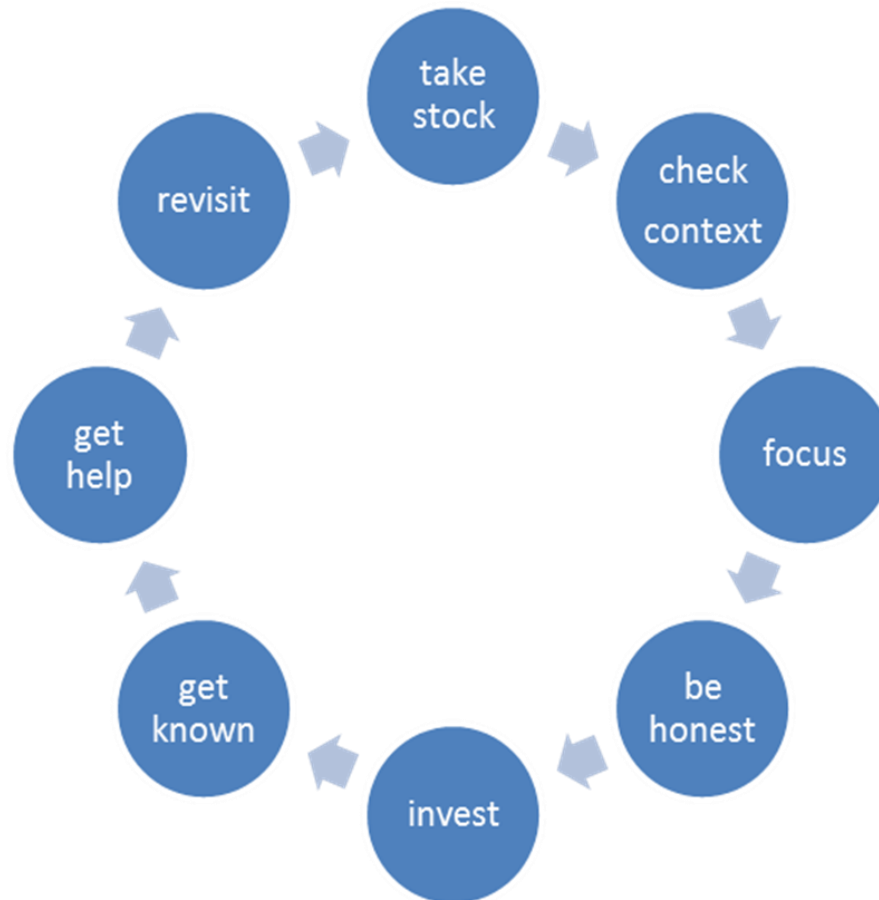 take
stock
check
context
focus
be
honest
invest
get
known
get
help
revisit